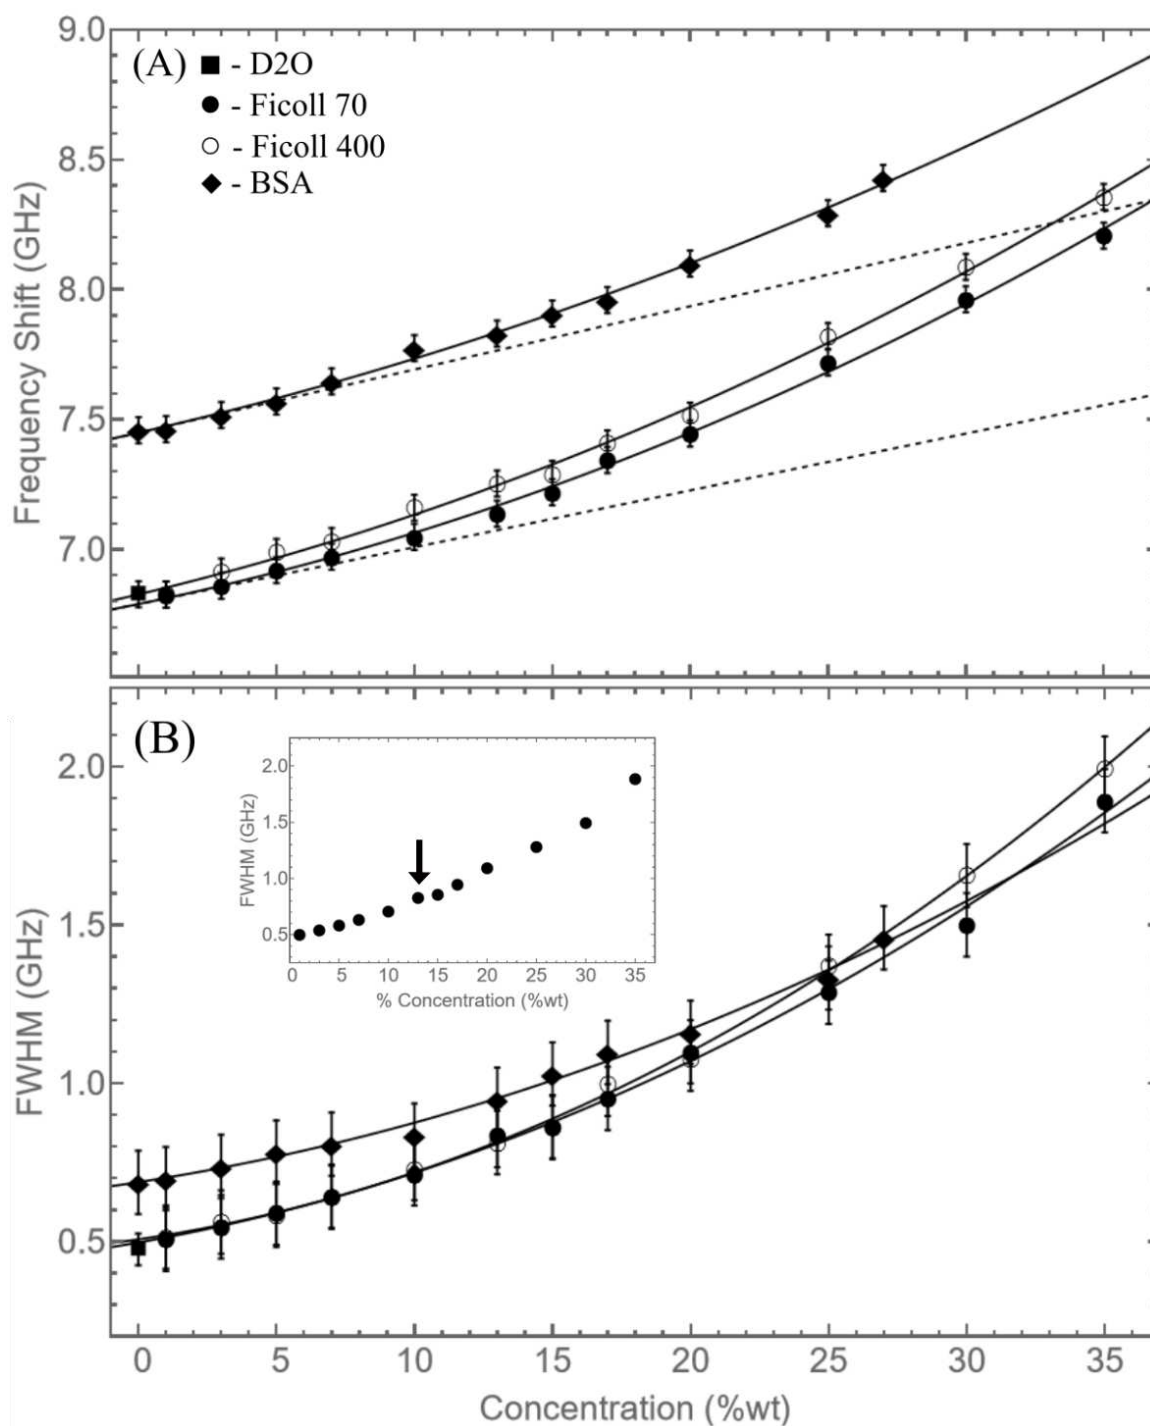 (A)
■ - D2O
● - Ficoll 70
○ - Ficoll 400
◆ - BSA
9.0
8.5
8.0
7.5
7.0
Frequency Shift (GHz)
(B)
2.0
1.5
1.0
0.5
FWHM (GHz)
2.0
1.5
1.0
0.5
FWHM (GHz)
0 5 10 15 20 25 30 35
% Concentration (%wt)
0 5 10 15 20 25 30 35
Concentration (%wt)